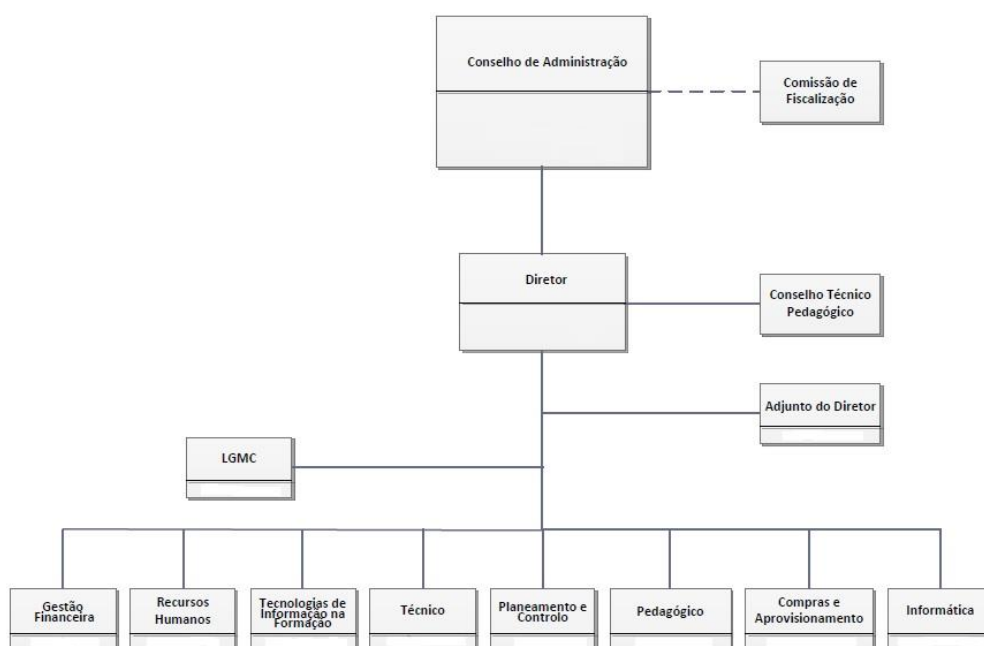 Conselho de Administração
Comissão de
Fiscalização
Diretor
Conselho Técnico
Pedagógico
Adjunto do Diretor
LGMC
Gestão
Financeira
Recursos
Humanos
Tecnologias de
Informação na
Formação
Técnico
Planeamento e
Controlo
Pedagógico
Compras e
Aprovisionamento
Informática